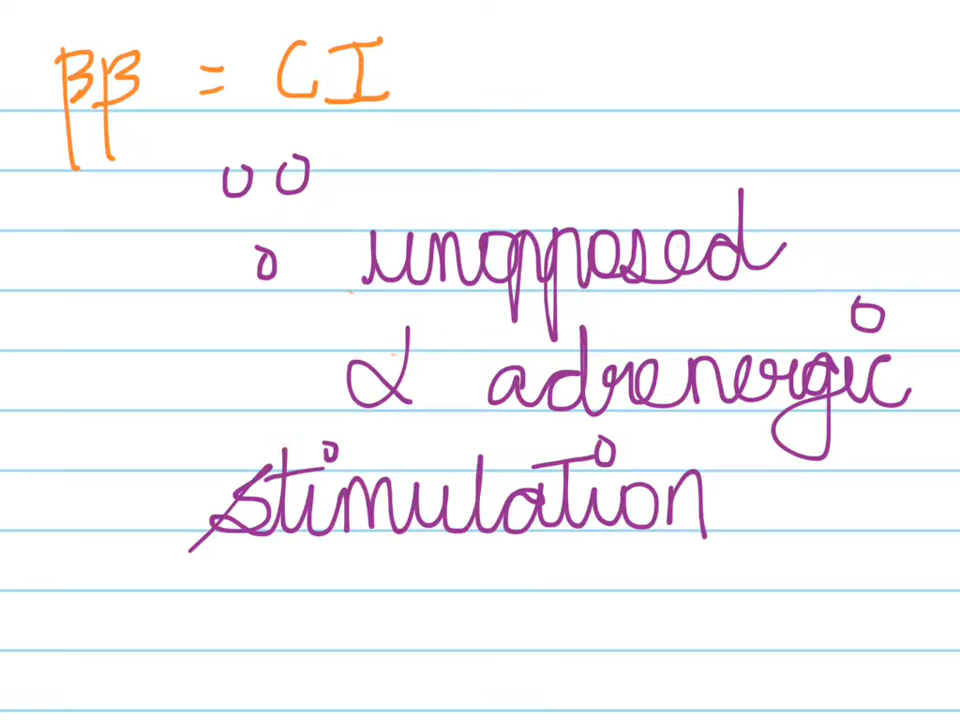 ββ = CI
∵ unopposed
α adrenergic
stimulation